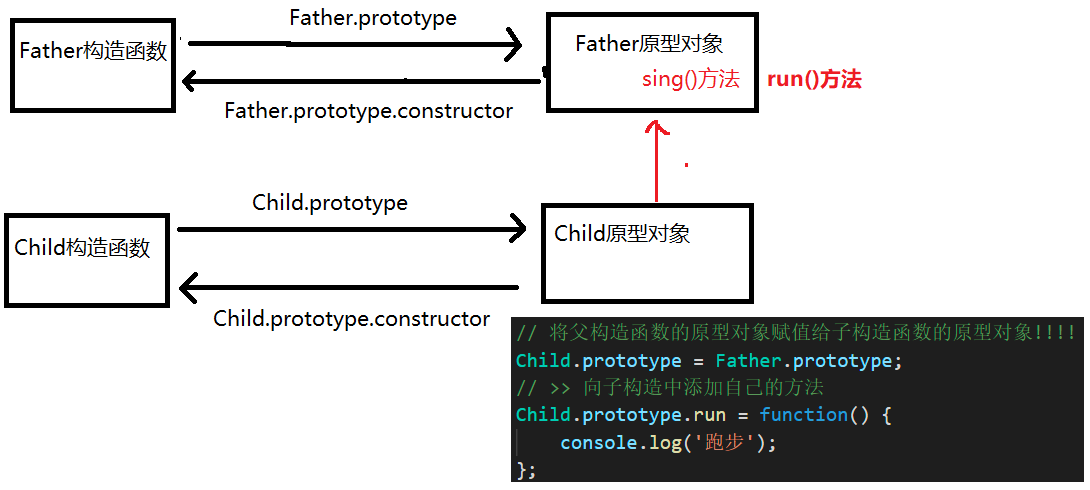 Father.prototype
Father构造函数
Father原型对象
sing()方法 run()方法
Father.prototype.constructor
Child.prototype
Child构造函数
Child原型对象
Child.prototype.constructor
// 将父构造函数的原型对象赋值给子构造函数的原型对象!!!!
Child.prototype = Father.prototype;
// >> 向子构造中添加自己的方法
Child.prototype.run = function() {
    console.log('跑步');
};